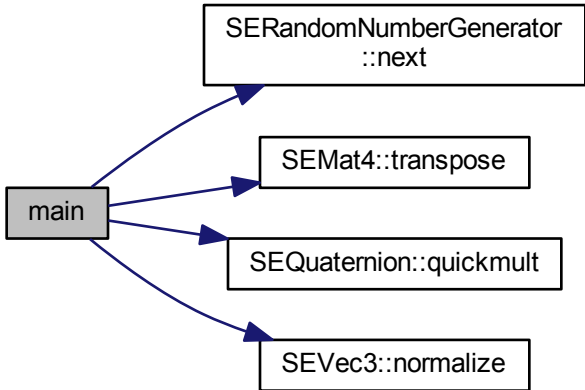 SERandomNumberGenerator
::next
SEMat4::transpose
main
SEQuaternion::quickmult
SEVec3::normalize